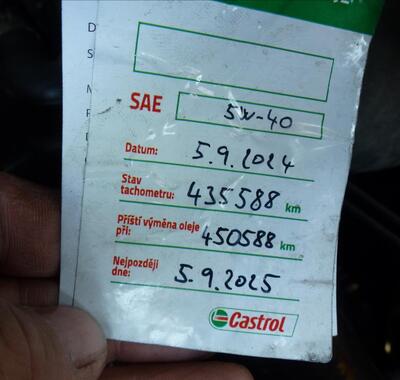 D
S
SAE 5W-40
Datum: 5.9.2024
Stav
tachometru: 435588 km
Příští výměna oleje
při: 450588 km
Nejpozději
dne: 5.9.2025
Castrol